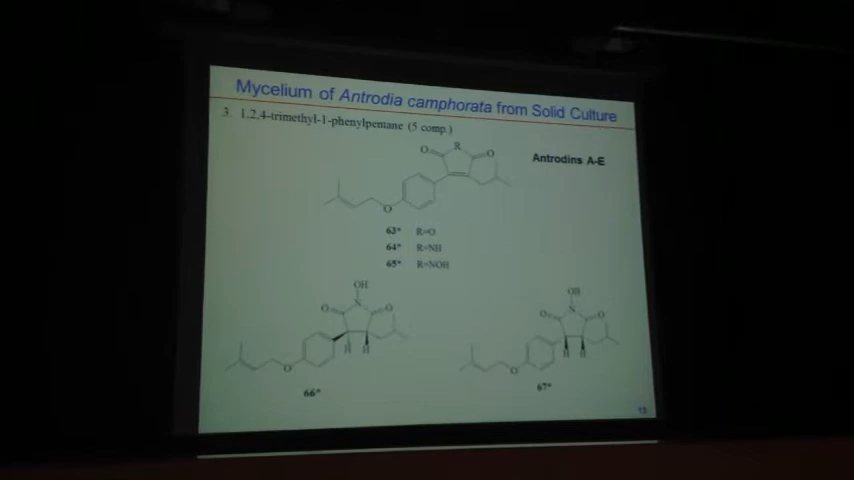 Mycelium of Antrodia camphorata from Solid Culture
3. 1,2,4-trimethyl-1-phenylpentane (5 comp.)
Antrodins A-E
R
O
O
O
63* R=O
64* R=NH
65* R=NOH
OH
N
O
O
O
H H
66*
OH
N
O
O
O
H H
67*
13